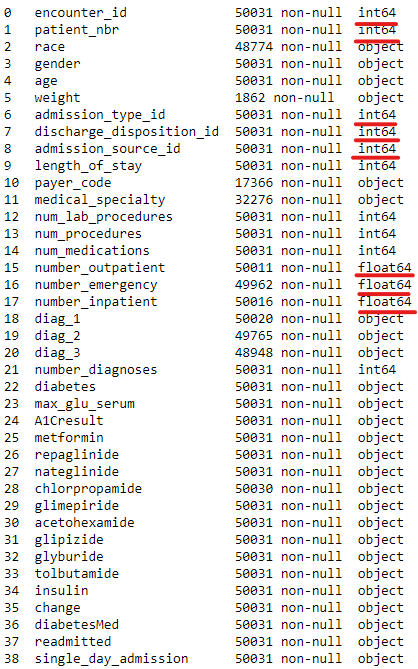 0 encounter_id 50031 non-null int64
1 patient_nbr 50031 non-null int64
2 race 48774 non-null object
3 gender 50031 non-null object
4 age 50031 non-null object
5 weight 1862 non-null object
6 admission_type_id 50031 non-null int64
7 discharge_disposition_id 50031 non-null int64
8 admission_source_id 50031 non-null int64
9 length_of_stay 50031 non-null int64
10 payer_code 17366 non-null object
11 medical_specialty 32276 non-null object
12 num_lab_procedures 50031 non-null int64
13 num_procedures 50031 non-null int64
14 num_medications 50031 non-null int64
15 number_outpatient 50011 non-null float64
16 number_emergency 49962 non-null float64
17 number_inpatient 50016 non-null float64
18 diag_1 50020 non-null object
19 diag_2 49765 non-null object
20 diag_3 48948 non-null object
21 number_diagnoses 50031 non-null int64
22 diabetes 50031 non-null object
23 max_glu_serum 50031 non-null object
24 A1Cresult 50031 non-null object
25 metformin 50031 non-null object
26 repaglinide 50031 non-null object
27 nateglinide 50031 non-null object
28 chlorpropamide 50030 non-null object
29 glimepiride 50031 non-null object
30 acetohexamide 50031 non-null object
31 glipizide 50031 non-null object
32 glyburide 50031 non-null object
33 tolbutamide 50031 non-null object
34 insulin 50031 non-null object
35 change 50031 non-null object
36 diabetesMed 50031 non-null object
37 readmitted 50031 non-null object
38 single_day_admission 50031 non-null object